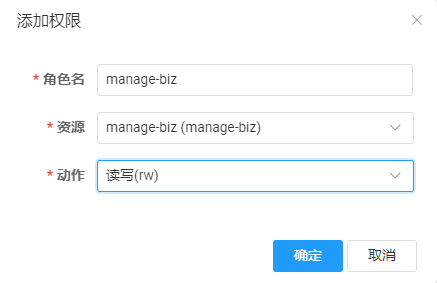 添加权限
* 角色名 manage-biz
* 资源 manage-biz (manage-biz)
* 动作 读写(rw)
确定 取消